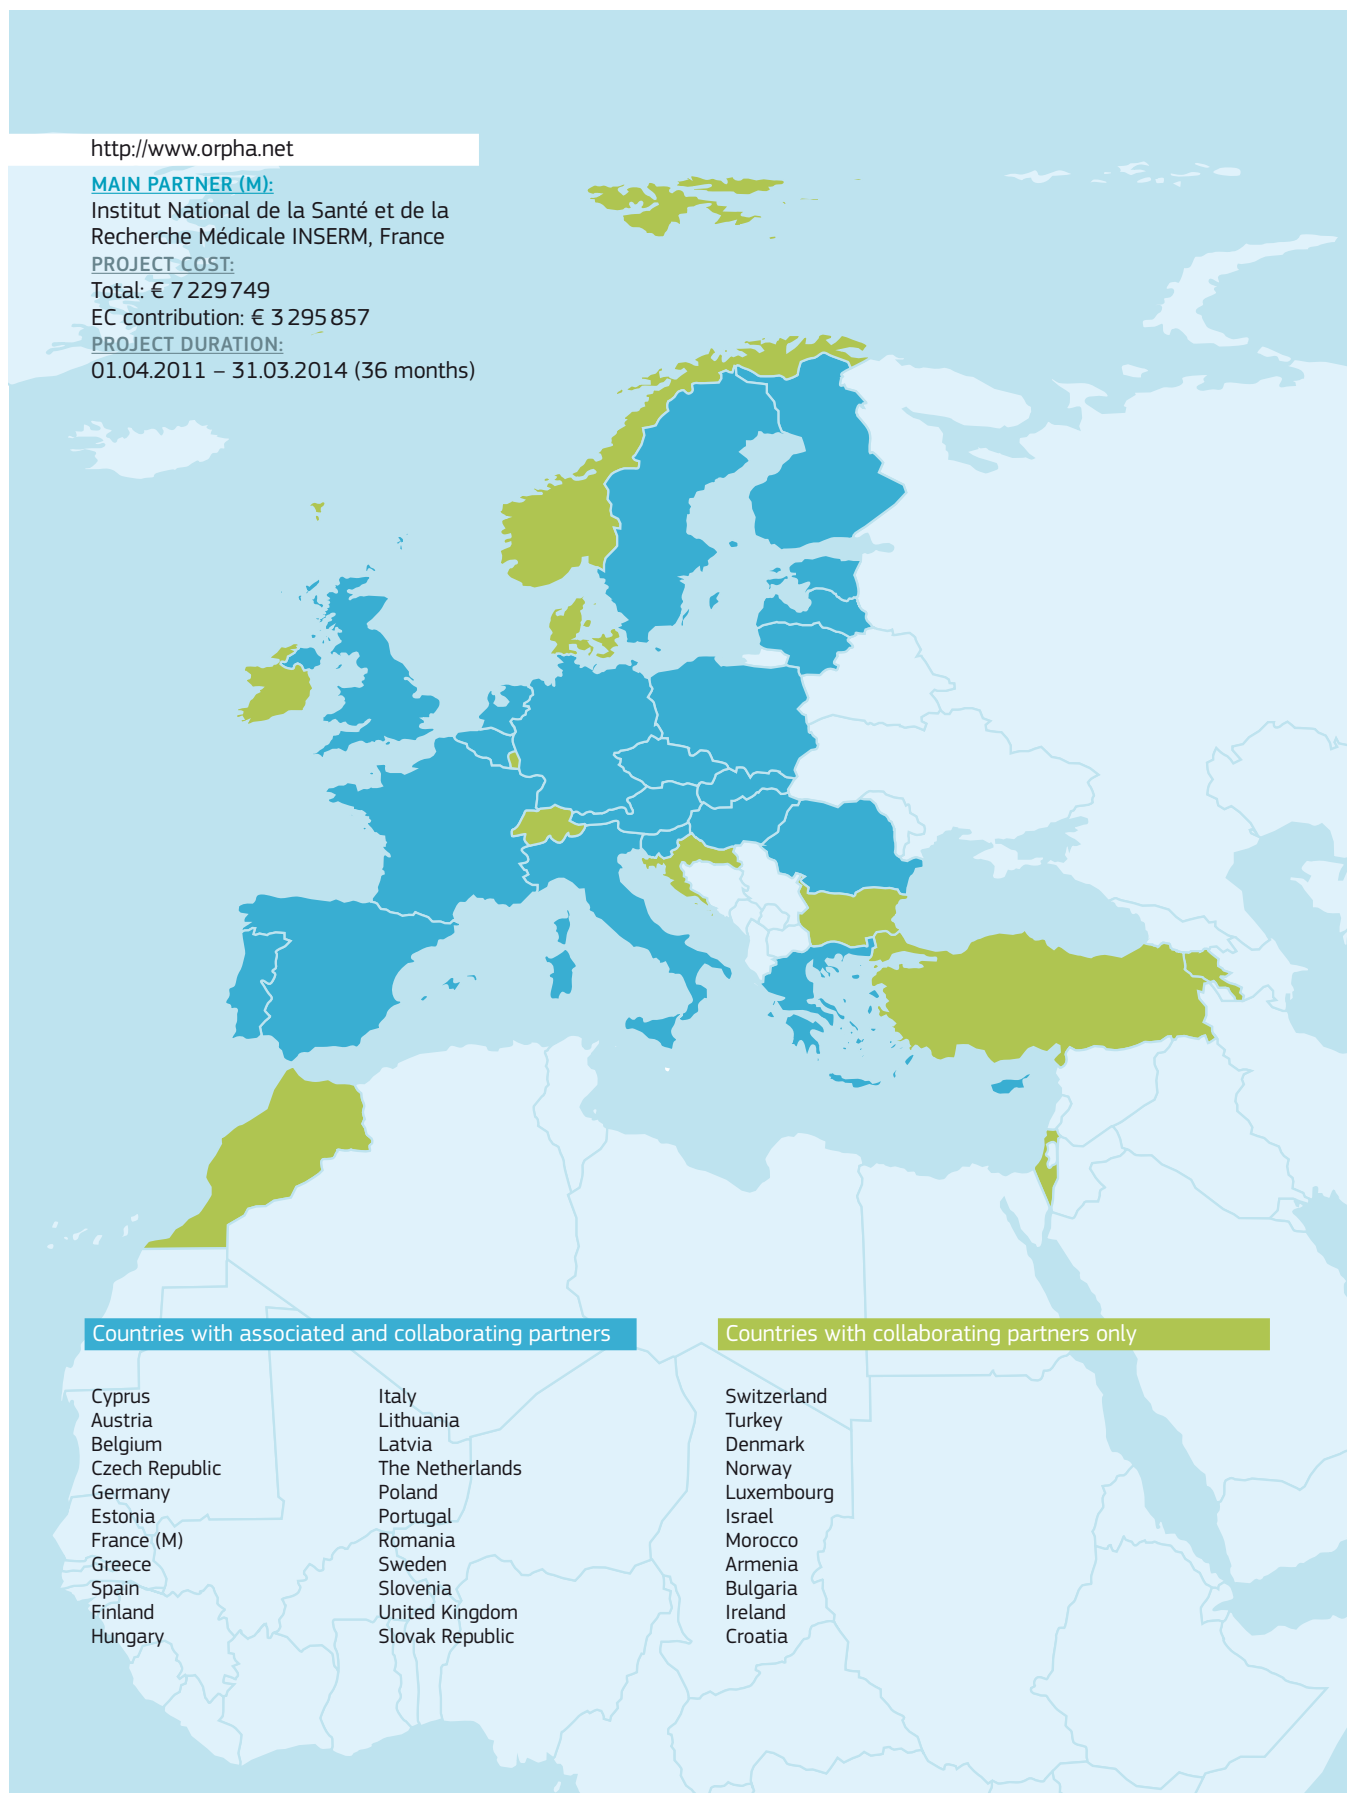 http://www.orpha.net
MAIN PARTNER (M):
Institut National de la Santé et de la
Recherche Médicale INSERM, France
PROJECT COST:
Total: € 7 229 749
EC contribution: € 3 295 857
PROJECT DURATION:
01.04.2011 – 31.03.2014 (36 months)
Countries with associated and collaborating partners
Cyprus
Austria
Belgium
Czech Republic
Germany
Estonia
France (M)
Greece
Spain
Finland
Hungary
Italy
Lithuania
Latvia
The Netherlands
Poland
Portugal
Romania
Sweden
Slovenia
United Kingdom
Slovak Republic
Countries with collaborating partners only
Switzerland
Turkey
Denmark
Norway
Luxembourg
Israel
Morocco
Armenia
Bulgaria
Ireland
Croatia